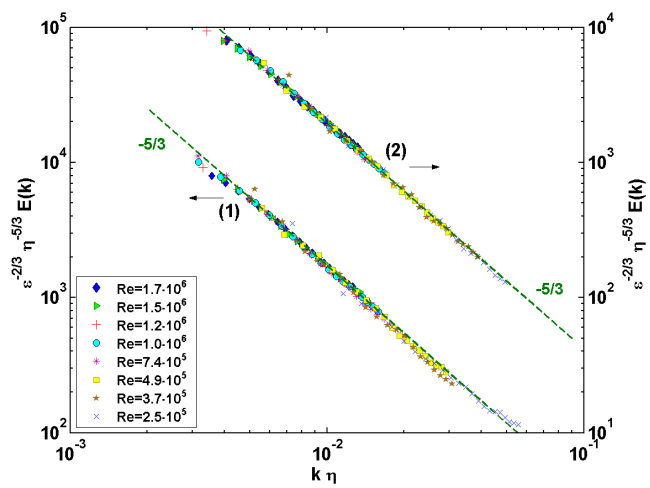 10^5
10^4
10^3
10^2
ε^-2/3 η^-5/3 E(k)
10^4
10^3
10^2
10^1
ε^-2/3 η^-5/3 E(k)
-5/3
(2)
(1)
-5/3
Re=1.7·10^6
Re=1.5·10^6
Re=1.2·10^6
Re=1.0·10^6
Re=7.4·10^5
Re=4.9·10^5
Re=3.7·10^5
Re=2.5·10^5
10^-3
10^-2
10^-1
k η